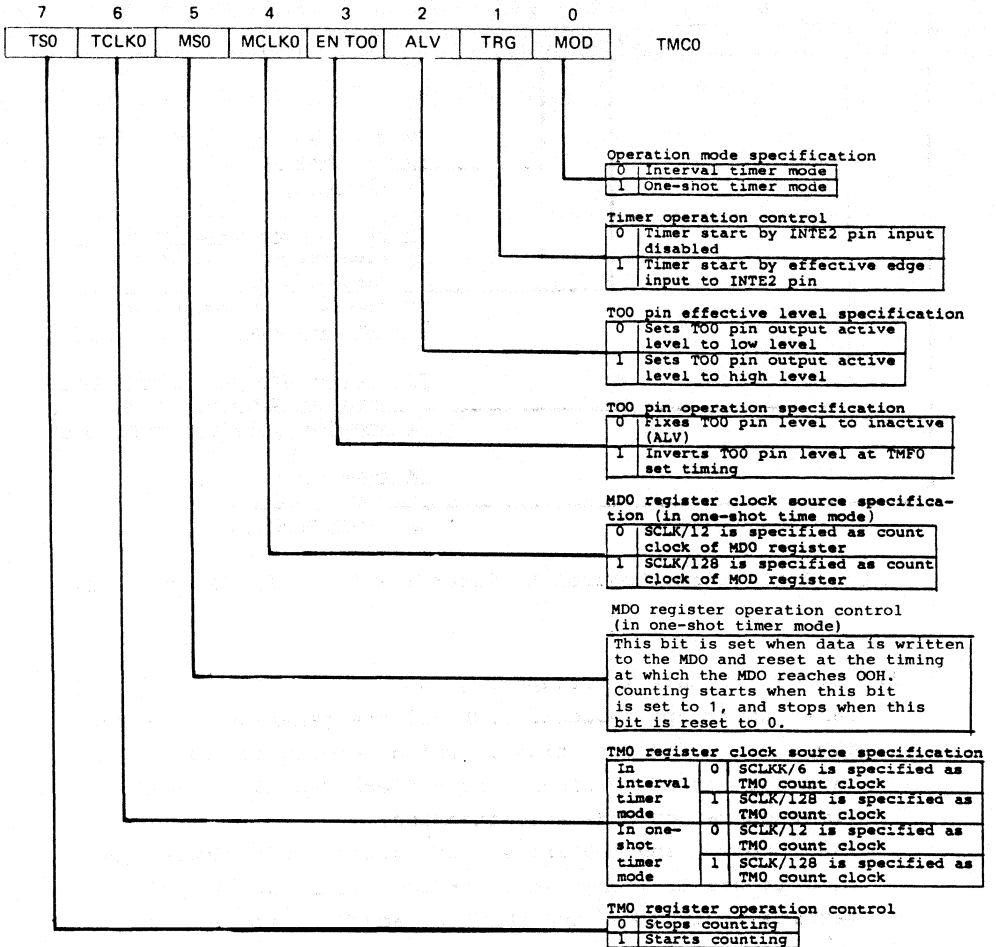 7 6 5 4 3 2 1 0
TS0 TCLK0 MS0 MCLK0 EN TO0 ALV TRG MOD TMC0
Operation mode specification
0 Interval timer mode
1 One-shot timer mode
Timer operation control
0 Timer start by INTE2 pin input
disabled
1 Timer start by effective edge
input to INTE2 pin
TO0 pin effective level specification
0 Sets TO0 pin output active
level to low level
1 Sets TO0 pin output active
level to high level
TO0 pin operation specification
0 Fixes TO0 pin level to inactive
(ALV)
1 Inverts TO0 pin level at TMF0
set timing
MD0 register clock source specifica-
tion (in one-shot time mode)
0 SCLK/12 is specified as count
clock of MD0 register
1 SCLK/128 is specified as count
clock of MOD register
MD0 register operation control
(in one-shot timer mode)
This bit is set when data is written
to the MD0 and reset at the timing
at which the MD0 reaches 00H.
Counting starts when this bit
is set to 1, and stops when this
bit is reset to 0.
TM0 register clock source specification
In interval timer mode
0 SCLKK/6 is specified as
TM0 count clock
1 SCLK/128 is specified as
TM0 count clock
In one-shot timer mode
0 SCLK/12 is specified as
TM0 count clock
1 SCLK/128 is specified as
TM0 count clock
TM0 register operation control
0 Stops counting
1 Starts counting